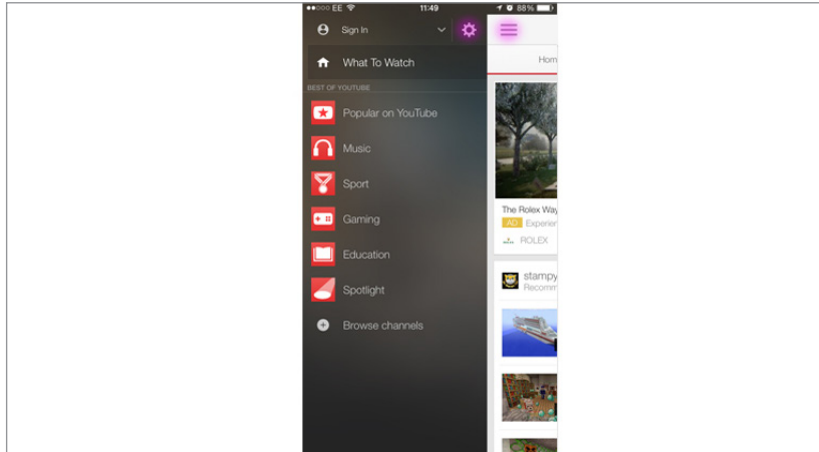 EE 11:49 88%
Sign In
What To Watch
Hom
BEST OF YOUTUBE
Popular on YouTube
Music
Sport
Gaming
Education
Spotlight
Browse channels
The Rolex Way
AD Experien
ROLEX
stampy
Recomm